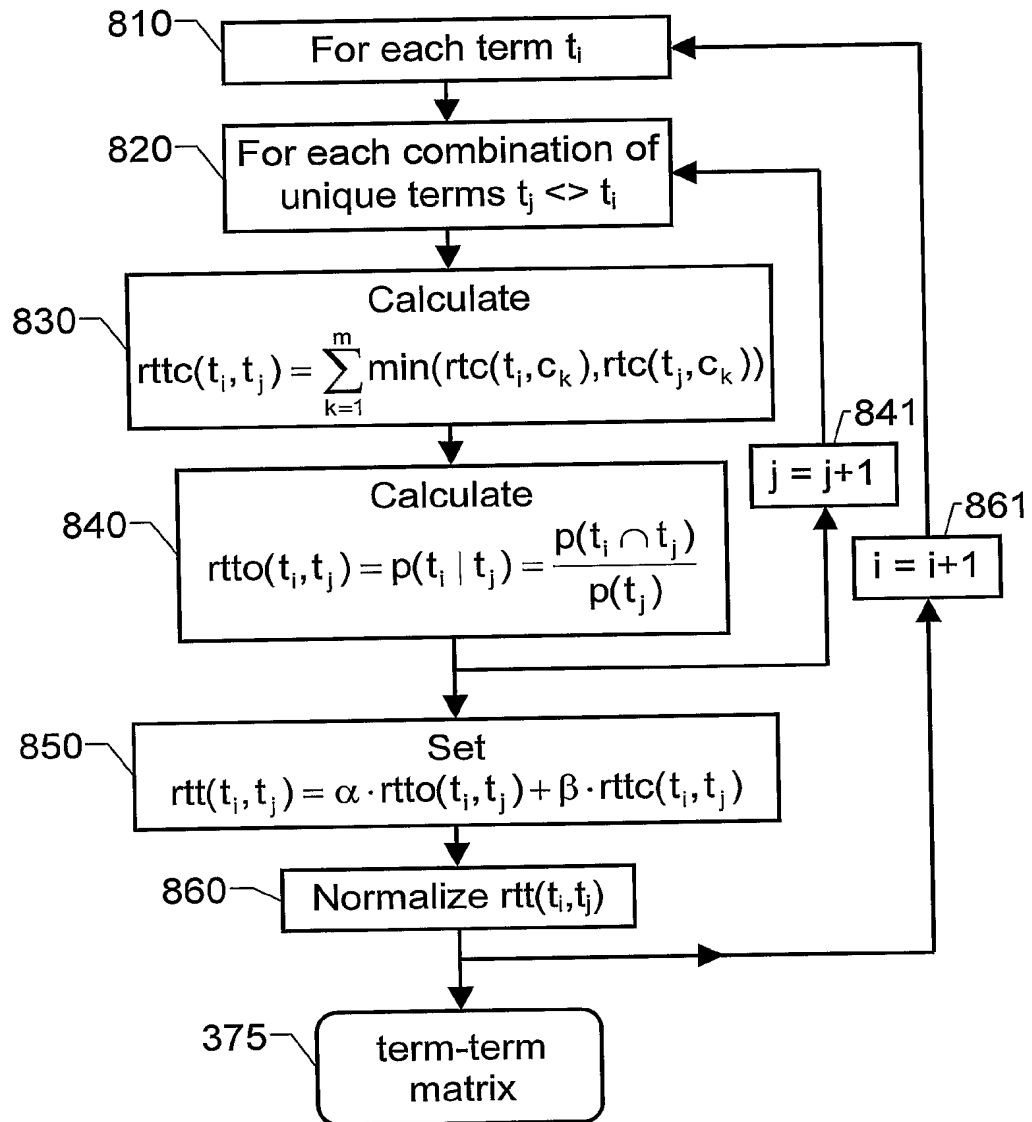 810
For each term tᵢ
820
For each combination of
unique terms tⱼ <> tᵢ
830
Calculate
rttc(tᵢ,tⱼ) = ∑ₖ₌₁ᵐ min(rtc(tᵢ,cₖ),rtc(tⱼ,cₖ))
841
j = j+1
840
Calculate
rtto(tᵢ,tⱼ) = p(tᵢ | tⱼ) = p(tᵢ ∩ tⱼ) / p(tⱼ)
861
i = i+1
850
Set
rtt(tᵢ,tⱼ) = α · rtto(tᵢ,tⱼ) + β · rttc(tᵢ,tⱼ)
860
Normalize rtt(tᵢ,tⱼ)
375
term-term
matrix